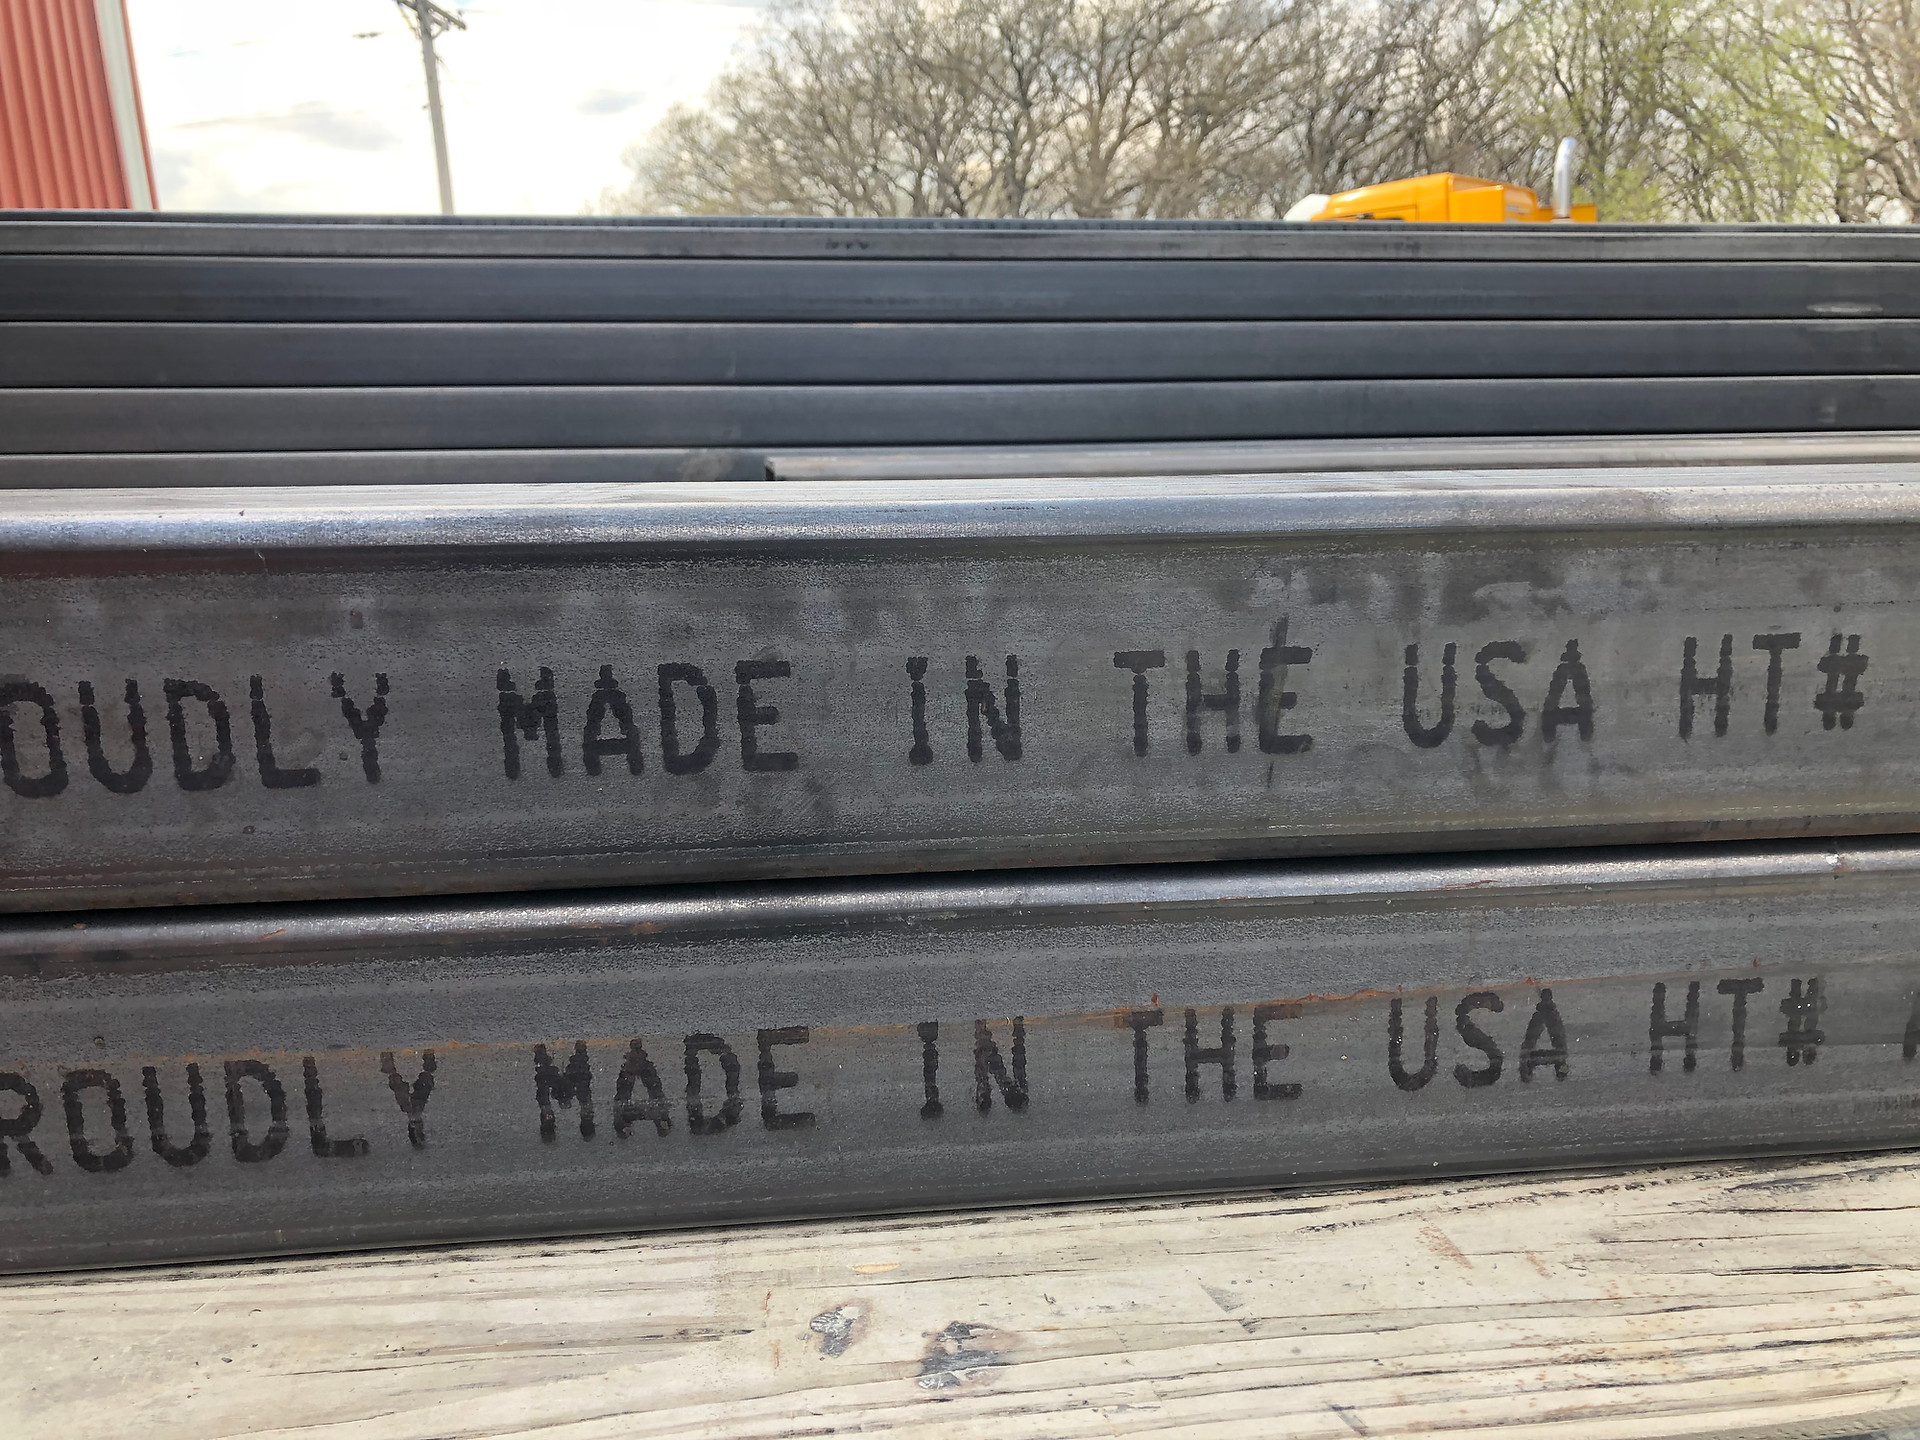 OUDLY MADE IN THE USA HT#
ROUDLY MADE IN THE USA HT#